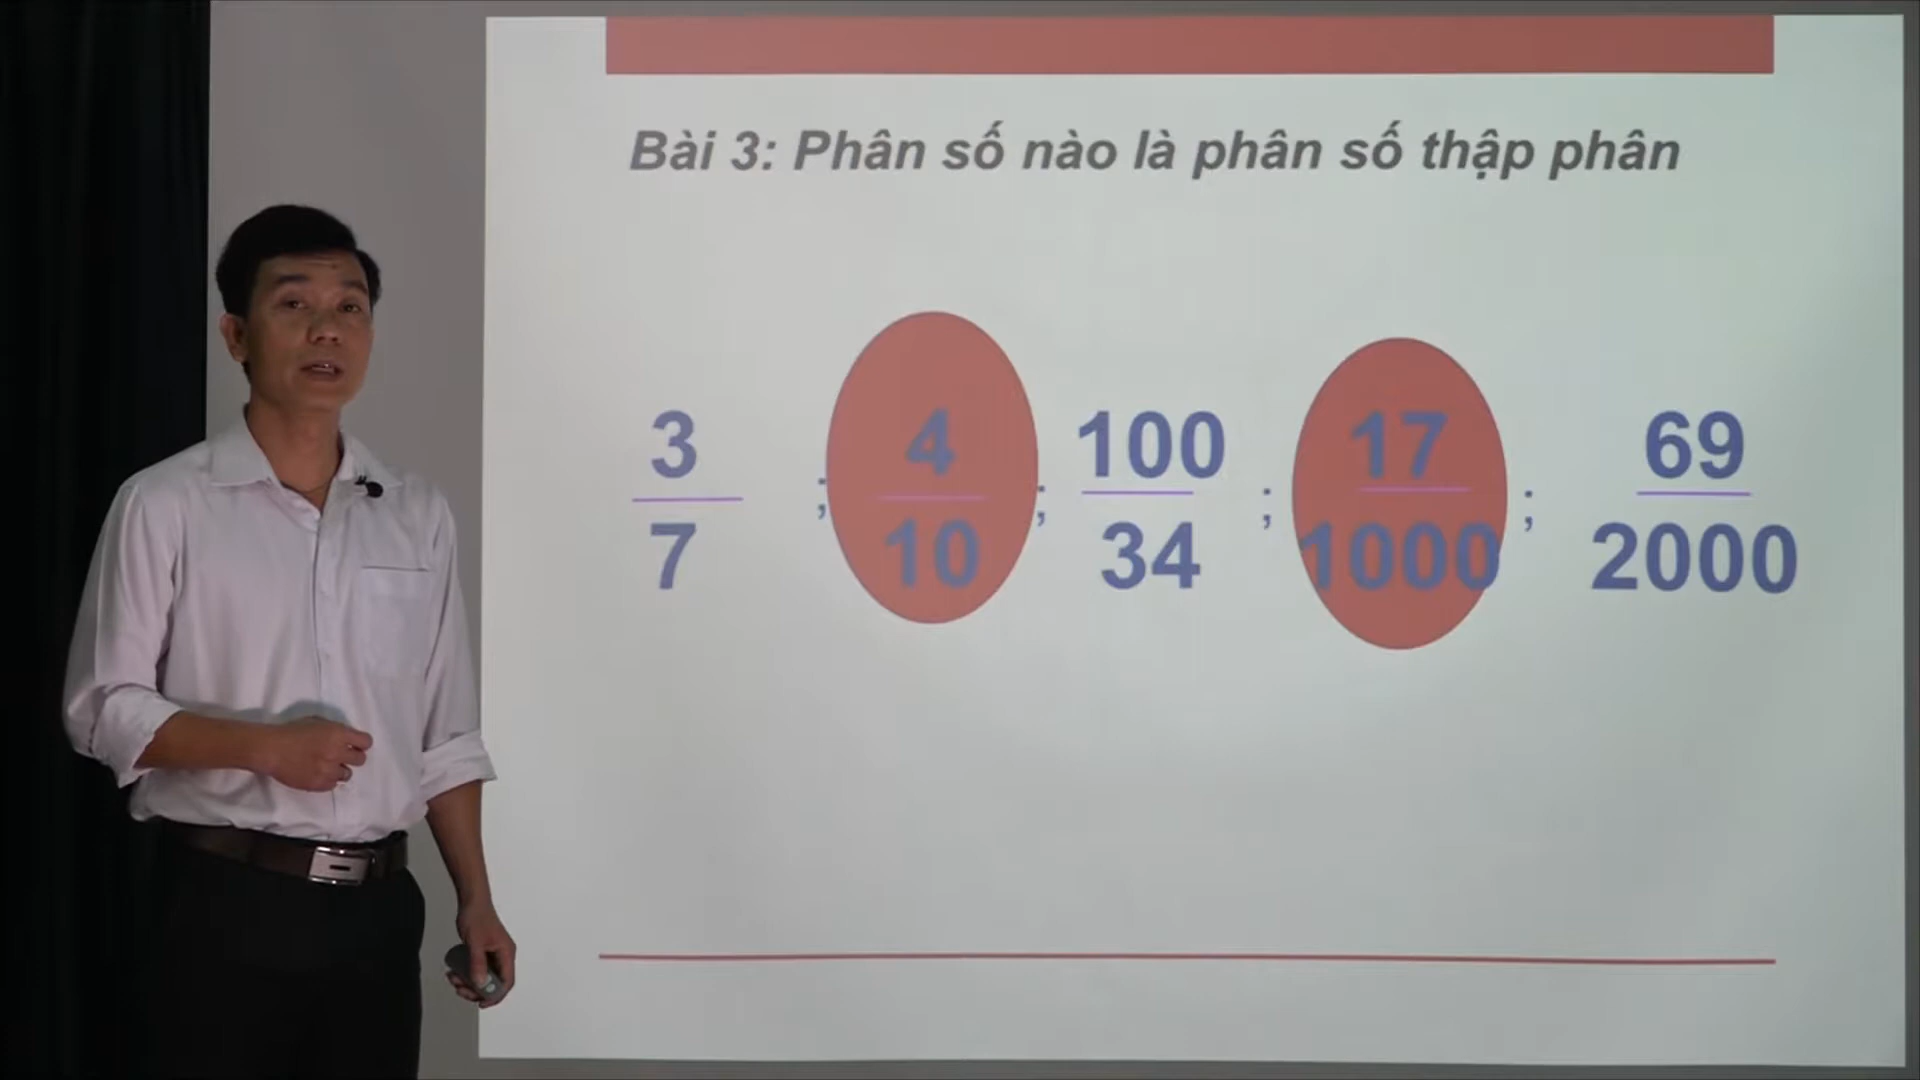 Bài 3: Phân số nào là phân số thập phân
3/7 ; 4/10 ; 100/34 ; 17/1000 ; 69/2000